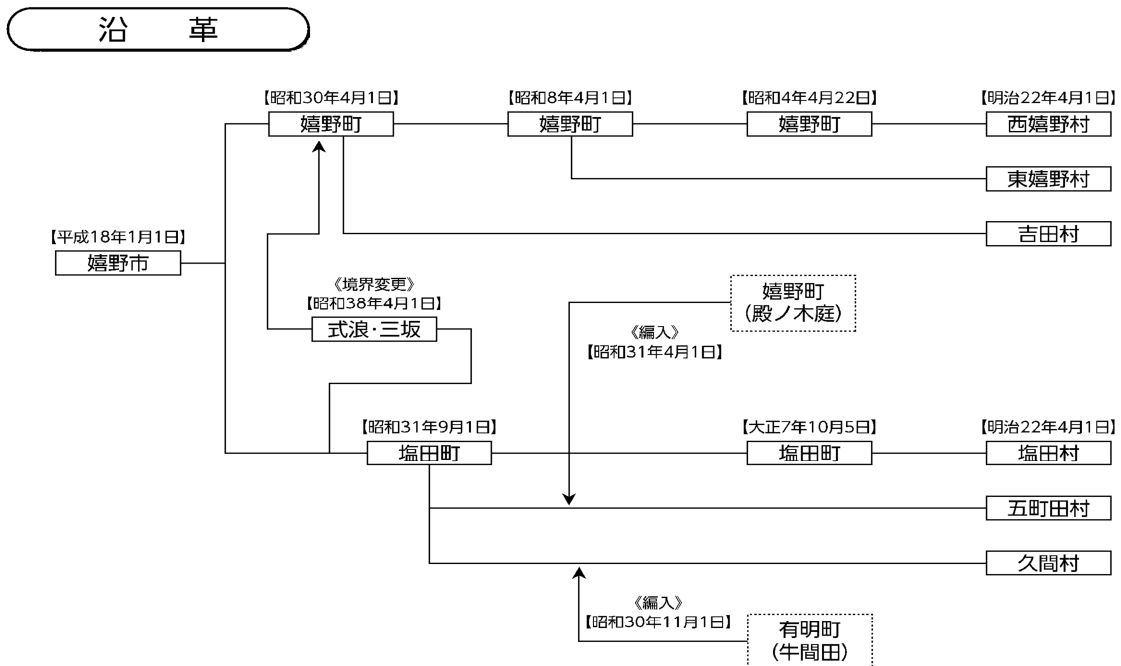 沿　革
【昭和30年4月1日】
嬉野町
【昭和8年4月1日】
嬉野町
【昭和4年4月22日】
嬉野町
【明治22年4月1日】
西嬉野村
東嬉野村
吉田村
【平成18年1月1日】
嬉野市
《境界変更》
【昭和38年4月1日】
式浪・三坂
嬉野町
（殿ノ木庭）
《編入》
【昭和31年4月1日】
【昭和31年9月1日】
塩田町
【大正7年10月5日】
塩田町
【明治22年4月1日】
塩田村
五町田村
久間村
《編入》
【昭和30年11月1日】
有明町
（牛間田）